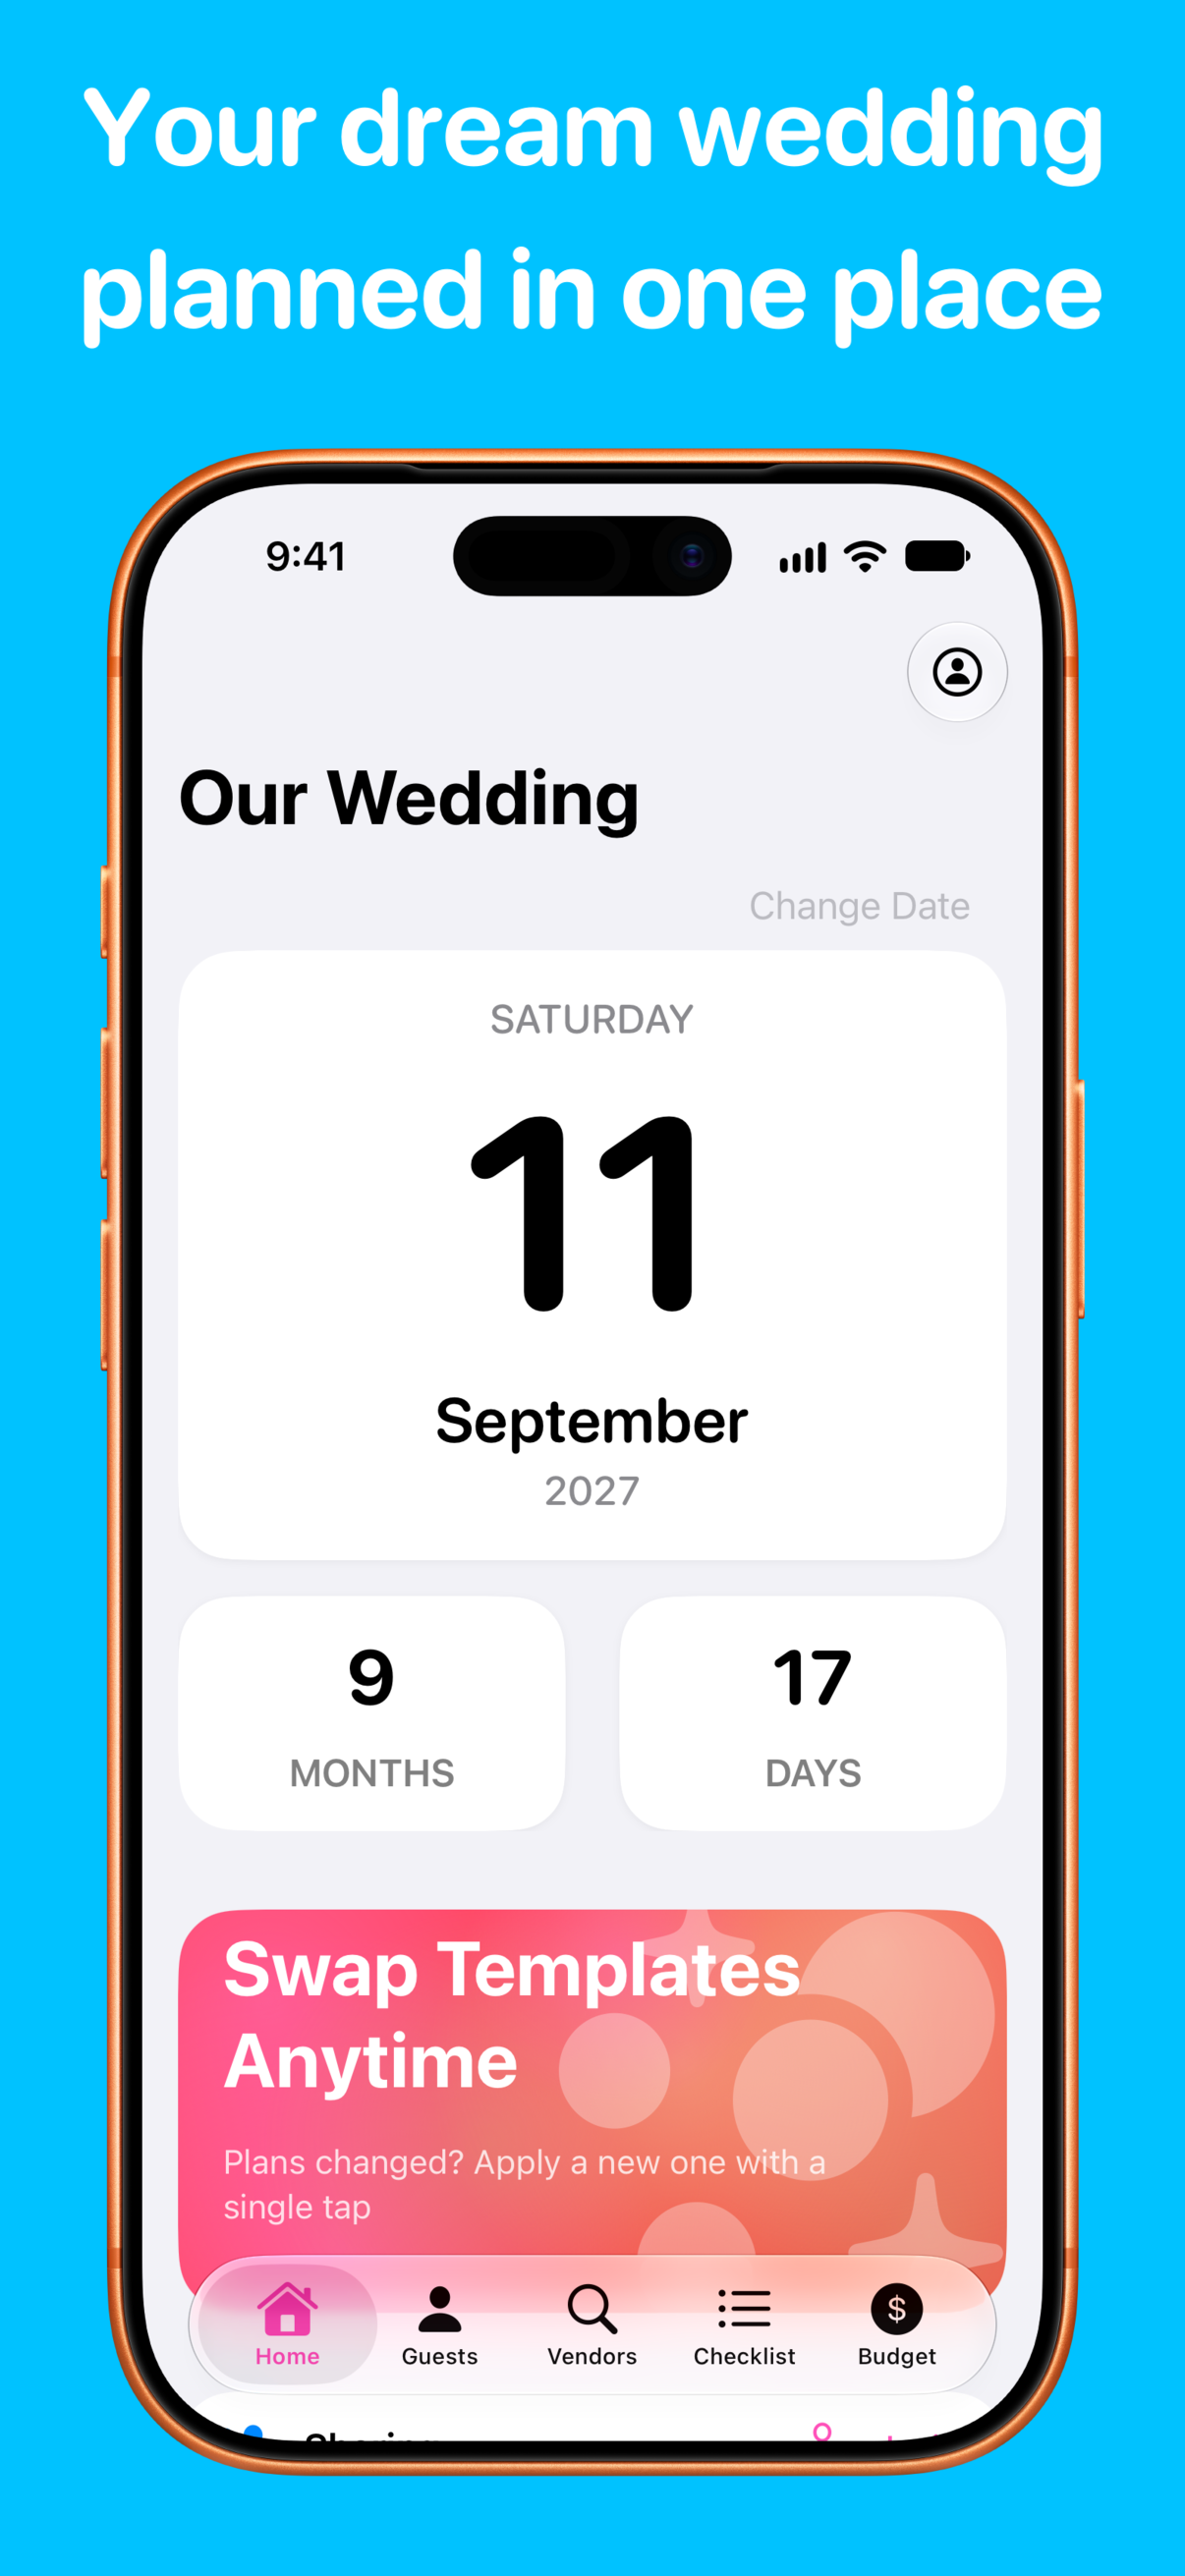 Your dream wedding
planned in one place
9:41
Our Wedding
Change Date
SATURDAY
11
September
2027
9
17
MONTHS
DAYS
Swap Templates
Anytime
Plans changed? Apply a new one with a
single tap
$
Home
Guests
Vendors
Checklist
Budget